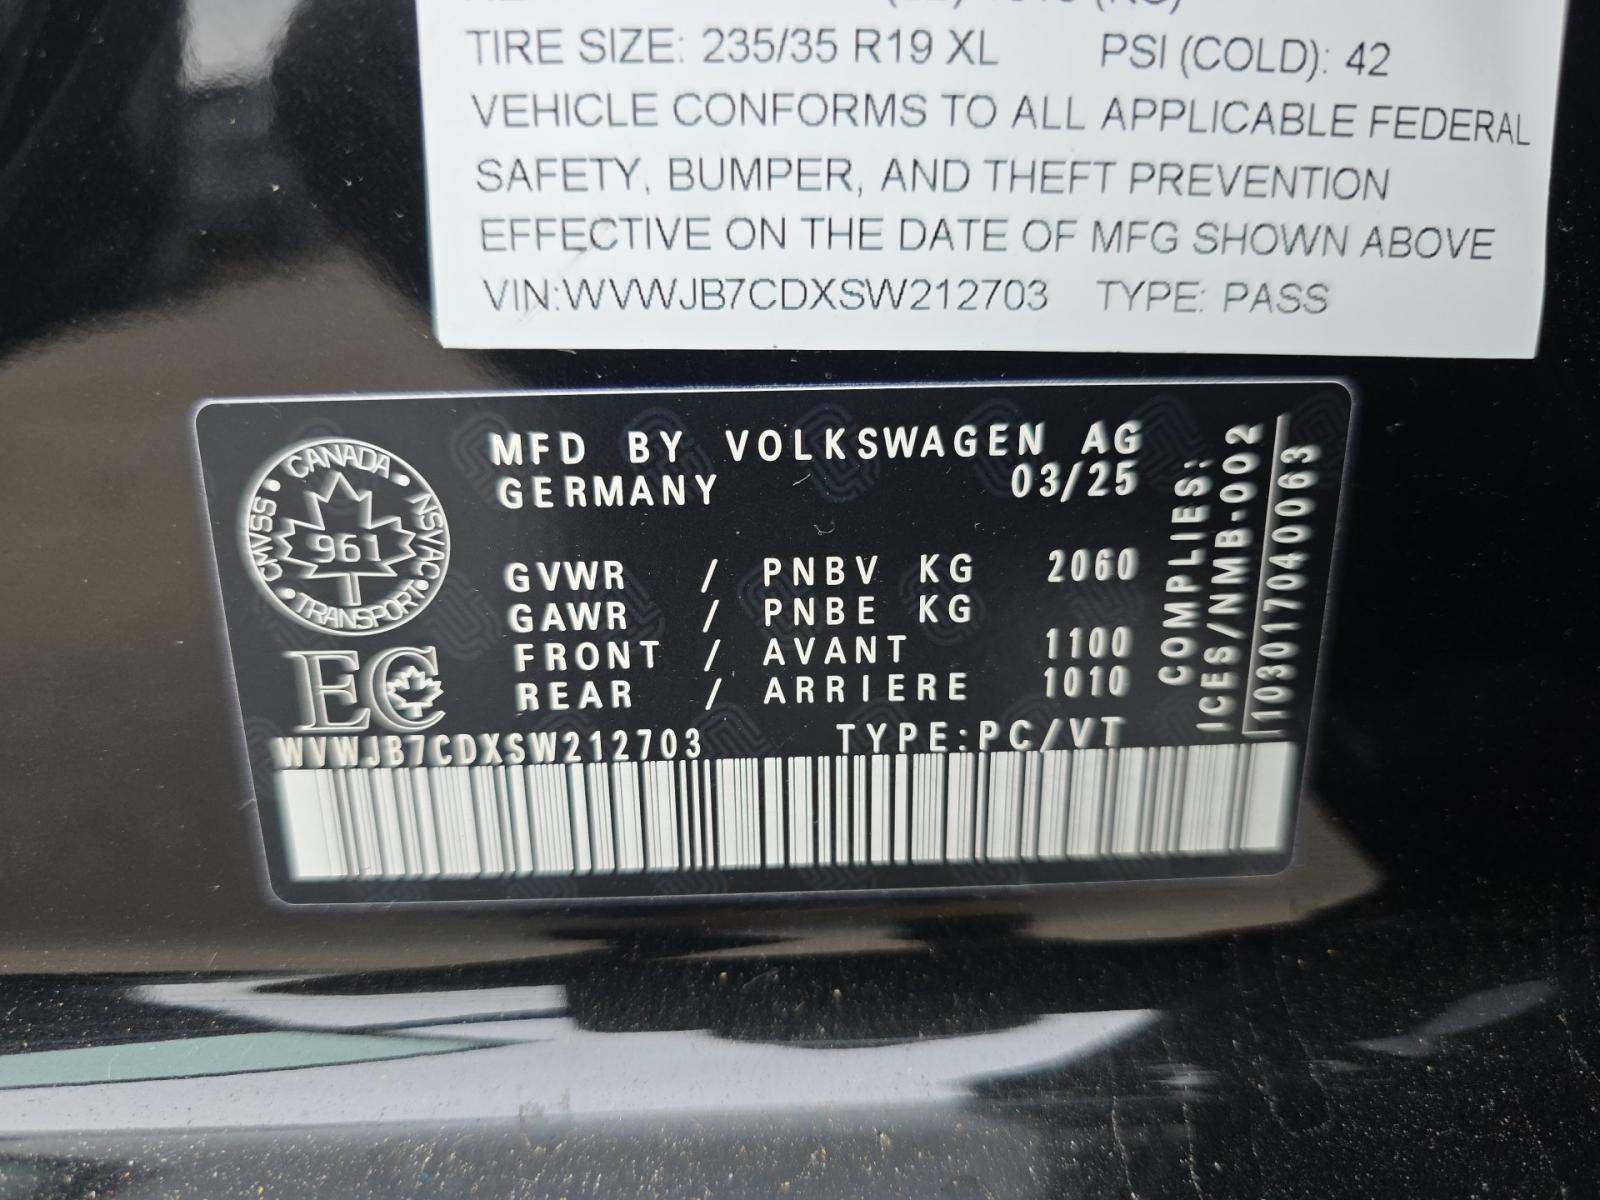 TIRE SIZE: 235/35 R19 XL PSI (COLD): 42
VEHICLE CONFORMS TO ALL APPLICABLE FEDERAL
SAFETY, BUMPER, AND THEFT PREVENTION
EFFECTIVE ON THE DATE OF MFG SHOWN ABOVE
VIN:WVWJB7CDXSW212703 TYPE: PASS
MFD BY VOLKSWAGEN AG
GERMANY 03/25
GVWR / PNBV KG 2060
GAWR / PNBE KG
FRONT / AVANT 1100
REAR / ARRIERE 1010
WVWJB7CDXSW212703 TYPE:PC/VT
COMPLIES:
ICES/NMB-002
103017040063
CANADA
CMVSS
NSVAC
961
TRANSPORT
EC